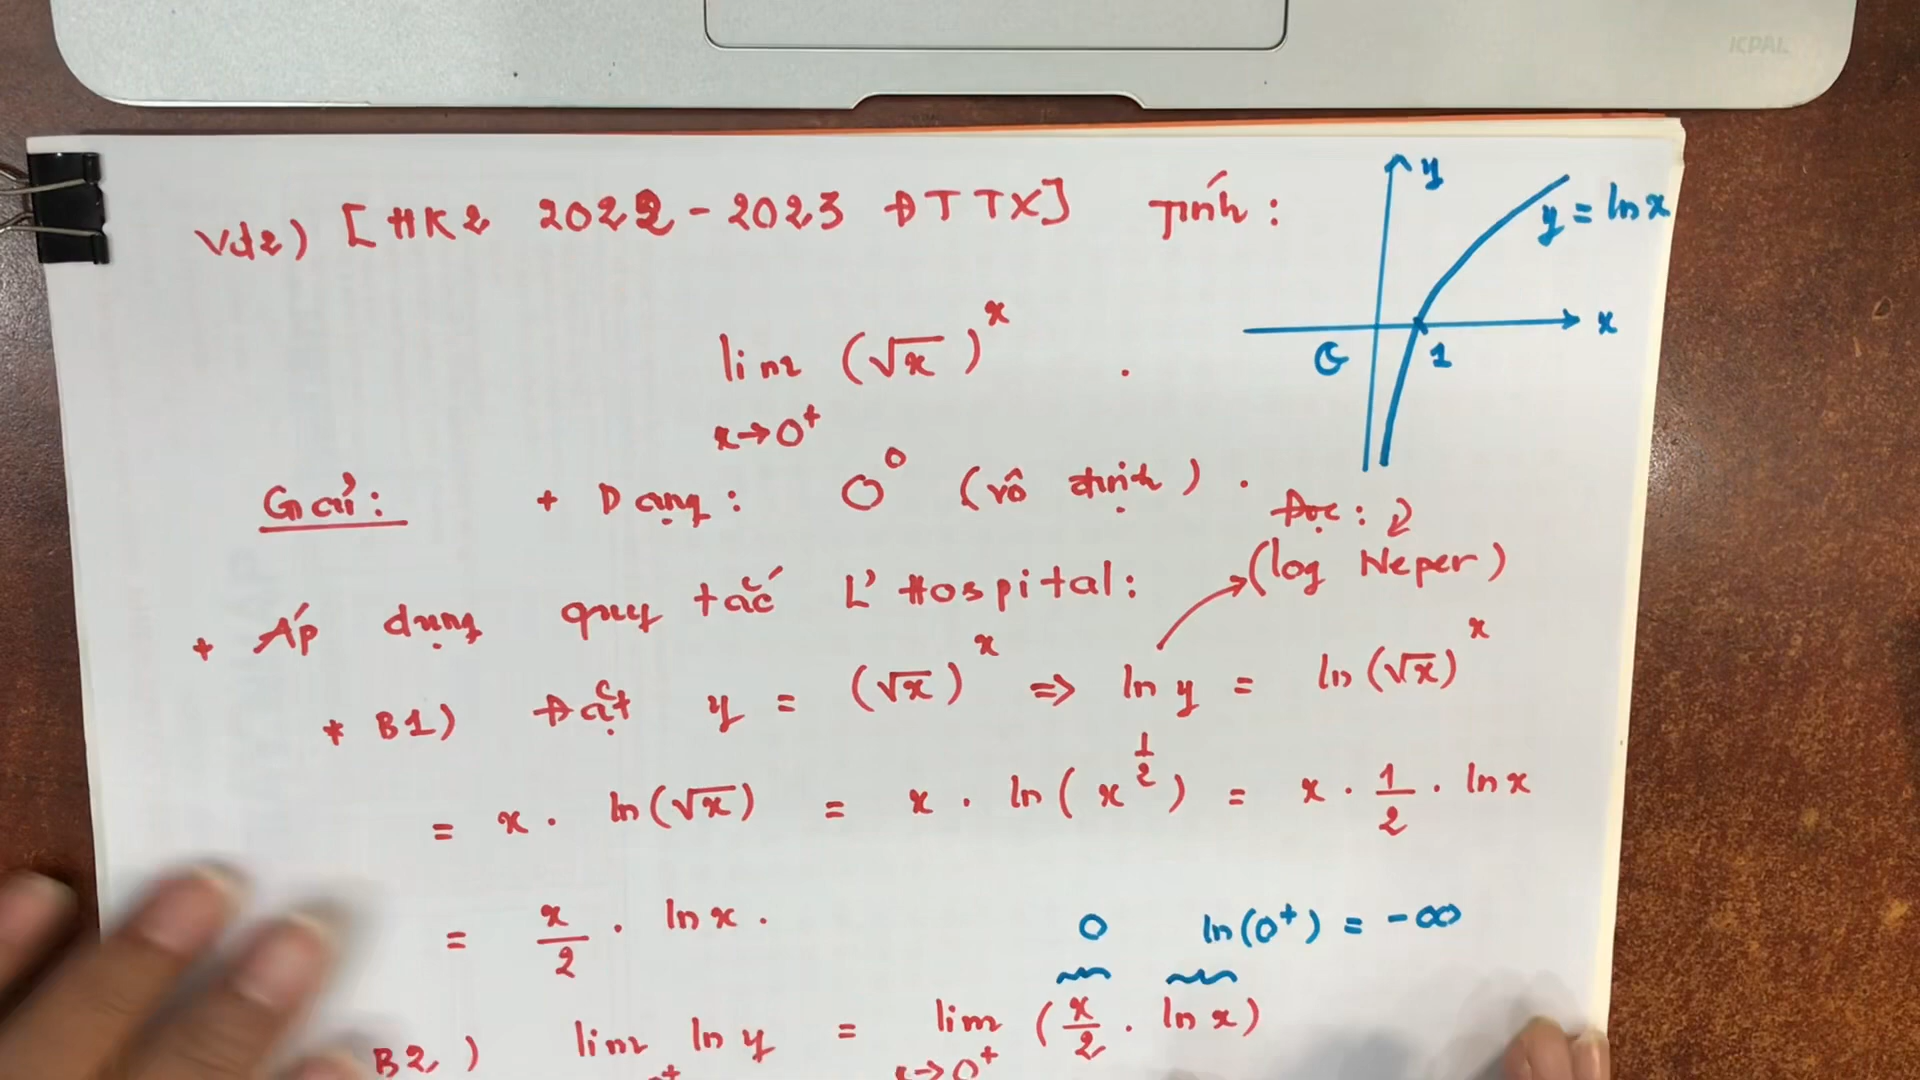 Vd2) [HK2 2022 - 2023 ĐTTX] Tính:
lim (√x)^x .
x→0⁺
y
y = ln x
x
O 1
Giải: + Dạng: 0⁰ (vô định).
Đọc:
(log Neper)
+ Áp dụng quy tắc L'Hospital:
* B1) Đặt y = (√x)^x ⇒ ln y = ln(√x)^x
= x . ln(√x) = x . ln(x^(1/2)) = x . 1/2 . ln x
= x/2 . ln x .
0 ln(0⁺) = -∞
B2) lim ln y = lim (x/2 . ln x)
x→0⁺